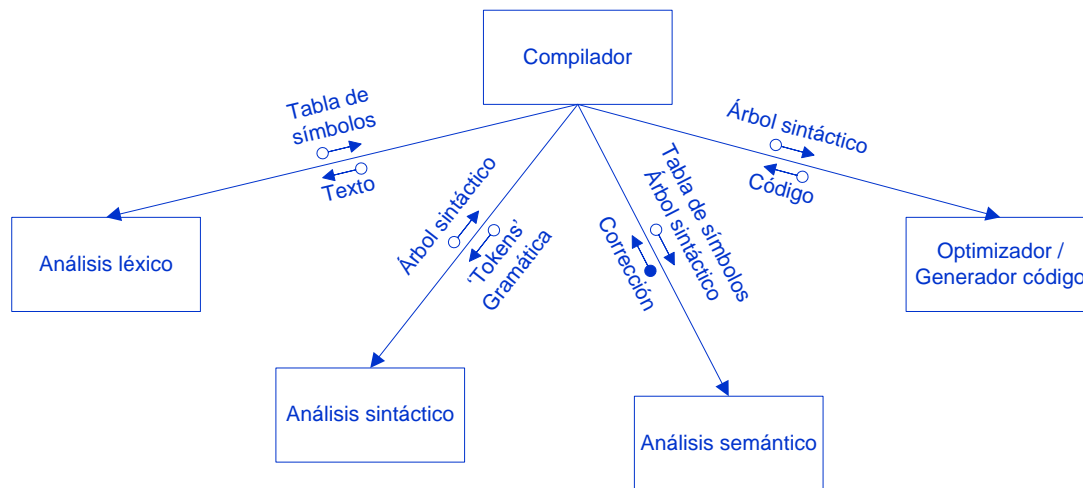 Compilador
Tabla de
símbolos
Texto
Árbol sintáctico
‘Tokens’
Gramática
Tabla de símbolos
Árbol sintáctico
Corrección
Árbol sintáctico
Código
Análisis léxico
Optimizador /
Generador código
Análisis sintáctico
Análisis semántico